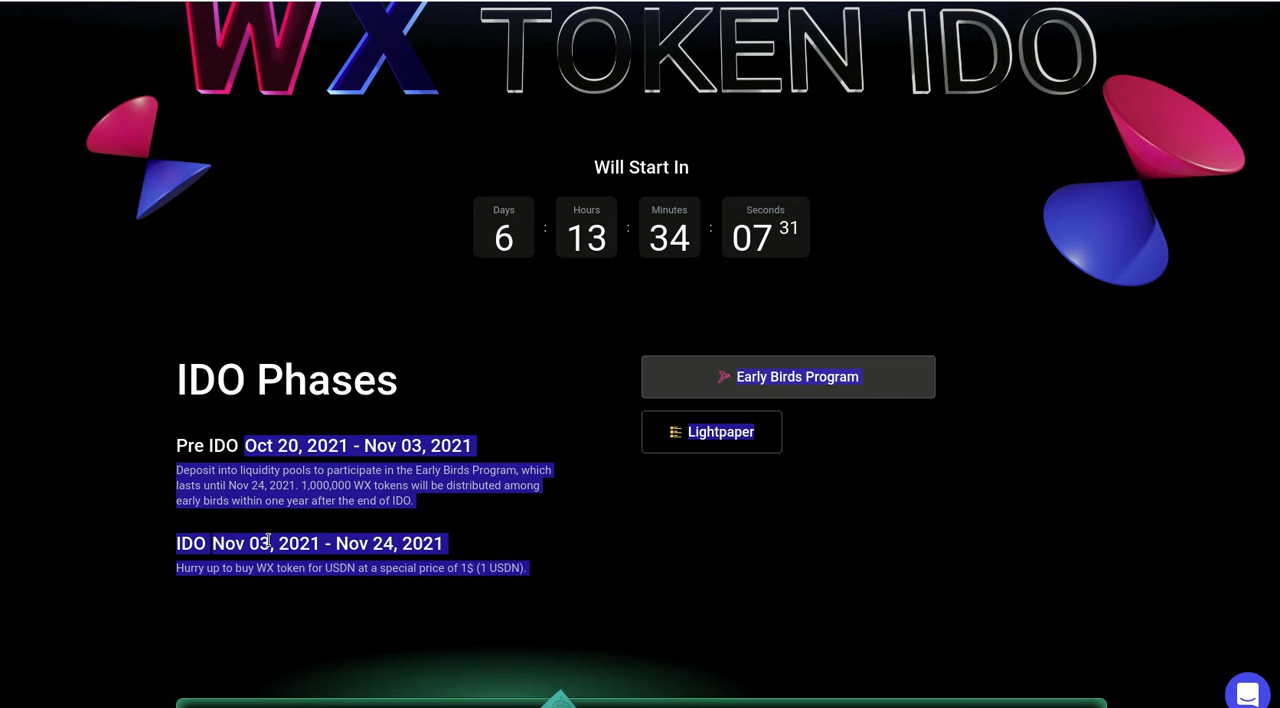 WX TOKEN IDO
Will Start In
Days
Hours
Minutes
Seconds
6 : 13 : 34 : 07 31
IDO Phases
Early Birds Program
Lightpaper
Pre IDO Oct 20, 2021 - Nov 03, 2021
Deposit into liquidity pools to participate in the Early Birds Program, which
lasts until Nov 24, 2021. 1,000,000 WX tokens will be distributed among
early birds within one year after the end of IDO.
IDO Nov 03, 2021 - Nov 24, 2021
Hurry up to buy WX token for USDN at a special price of 1$ (1 USDN).